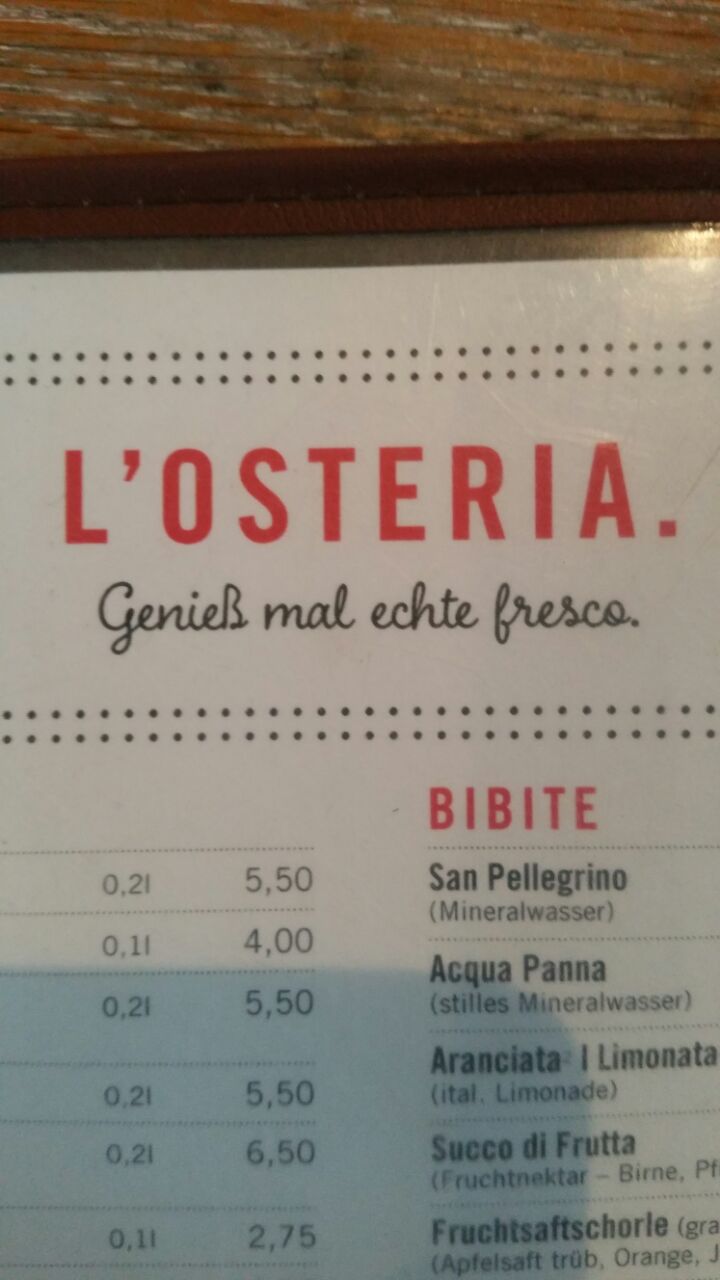 L'OSTERIA.
Genieß mal echte fresco.
0,2l 5,50
0,1l 4,00
0,2l 5,50
0,2l 5,50
0,2l 6,50
0,1l 2,75
BIBITE
San Pellegrino
(Mineralwasser)
Acqua Panna
(stilles Mineralwasser)
Aranciata | Limonata
(ital. Limonade)
Succo di Frutta
(Fruchtnektar – Birne, Pfi
Fruchtsaftschorle (gra
(Apfelsaft trüb, Orange, J